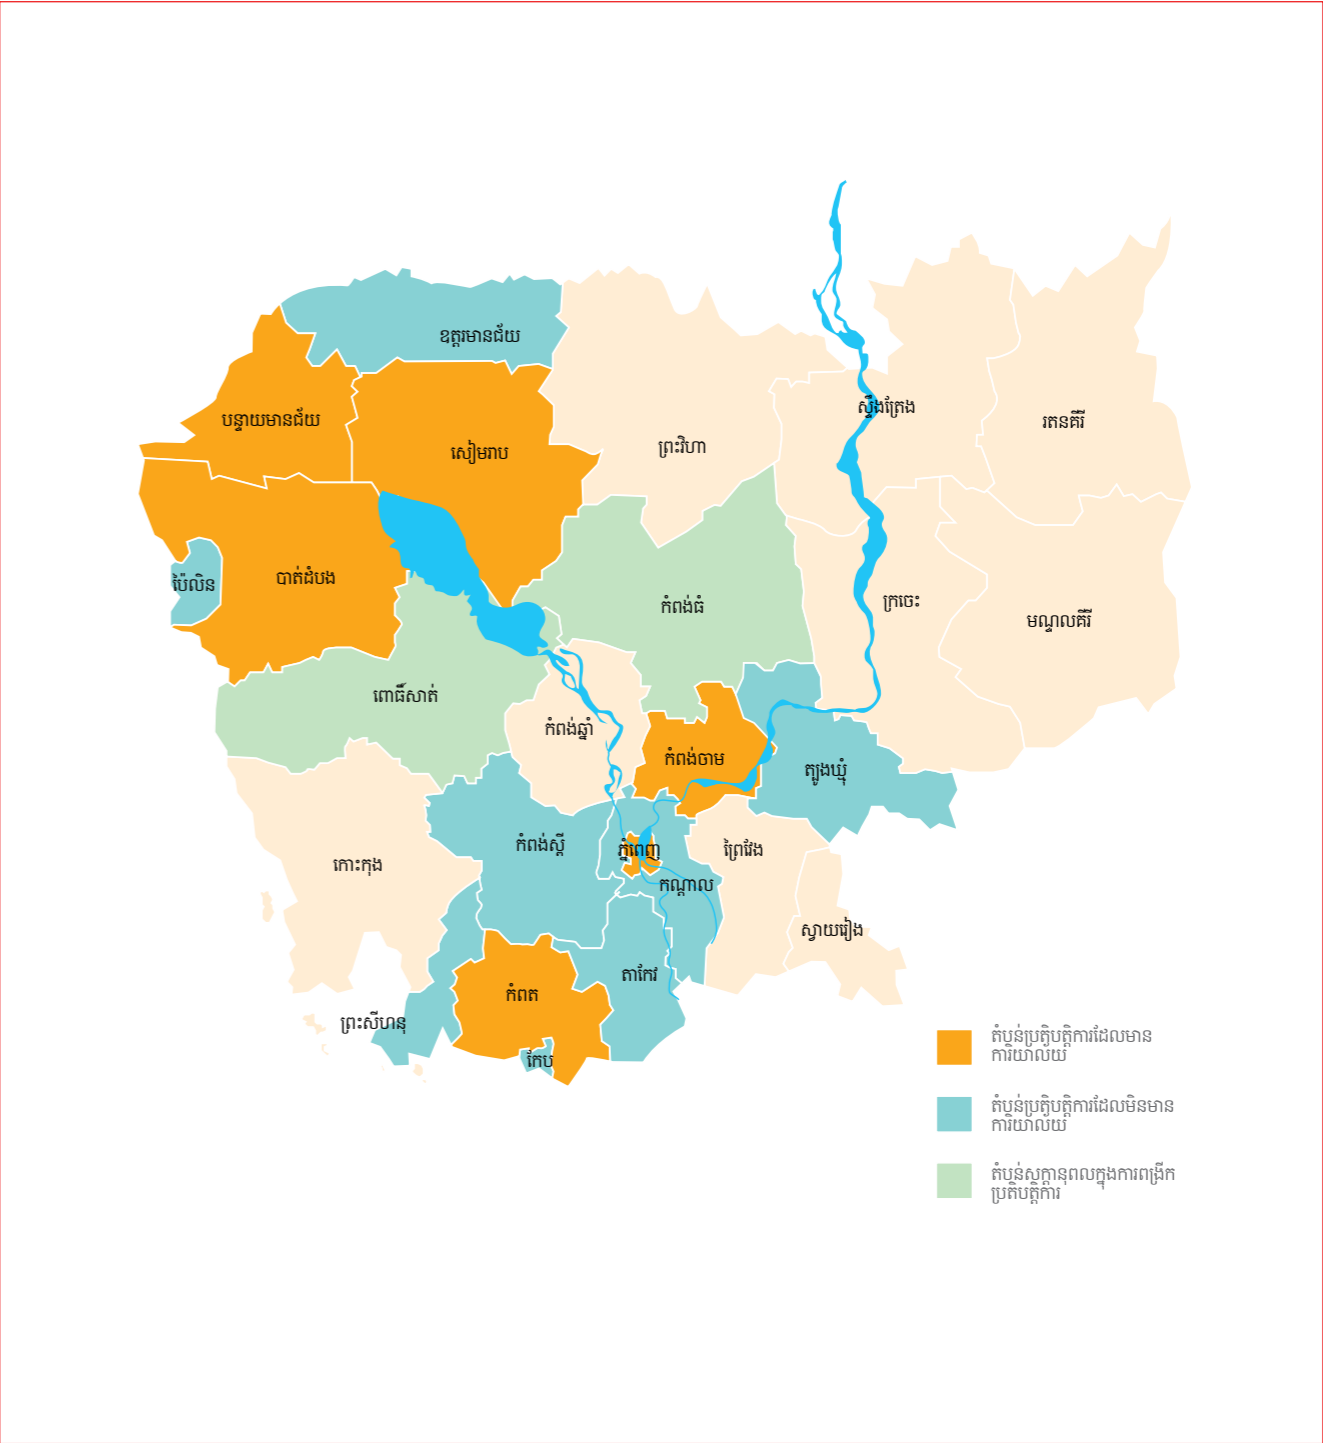 ឧត្តរមានជ័យ
បន្ទាយមានជ័យ
សៀមរាប
ព្រះវិហា
ស្ទឹងត្រែង
រតនគីរី
ប៉ៃលិន
បាត់ដំបង
កំពង់ធំ
ក្រចេះ
មណ្ឌលគីរី
ពោធិ៍សាត់
កំពង់ឆ្នាំ
កំពង់ចាម
ត្បូងឃ្មុំ
កោះកុង
កំពង់ស្ពឺ
ភ្នំពេញ
ព្រៃវែង
កណ្ដាល
ស្វាយរៀង
តាកែវ
កំពត
ព្រះសីហនុ
កែប
តំបន់ប្រតិបត្តិការដែលមាន
ការិយាល័យ
តំបន់ប្រតិបត្តិការដែលមិនមាន
ការិយាល័យ
តំបន់សក្ដានុពលក្នុងការពង្រីក
ប្រតិបត្តិការ